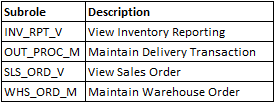 Subrole Description
INV_RPT_V View Inventory Reporting
OUT_PROC_M Maintain Delivery Transaction
SLS_ORD_V View Sales Order
WHS_ORD_M Maintain Warehouse Order